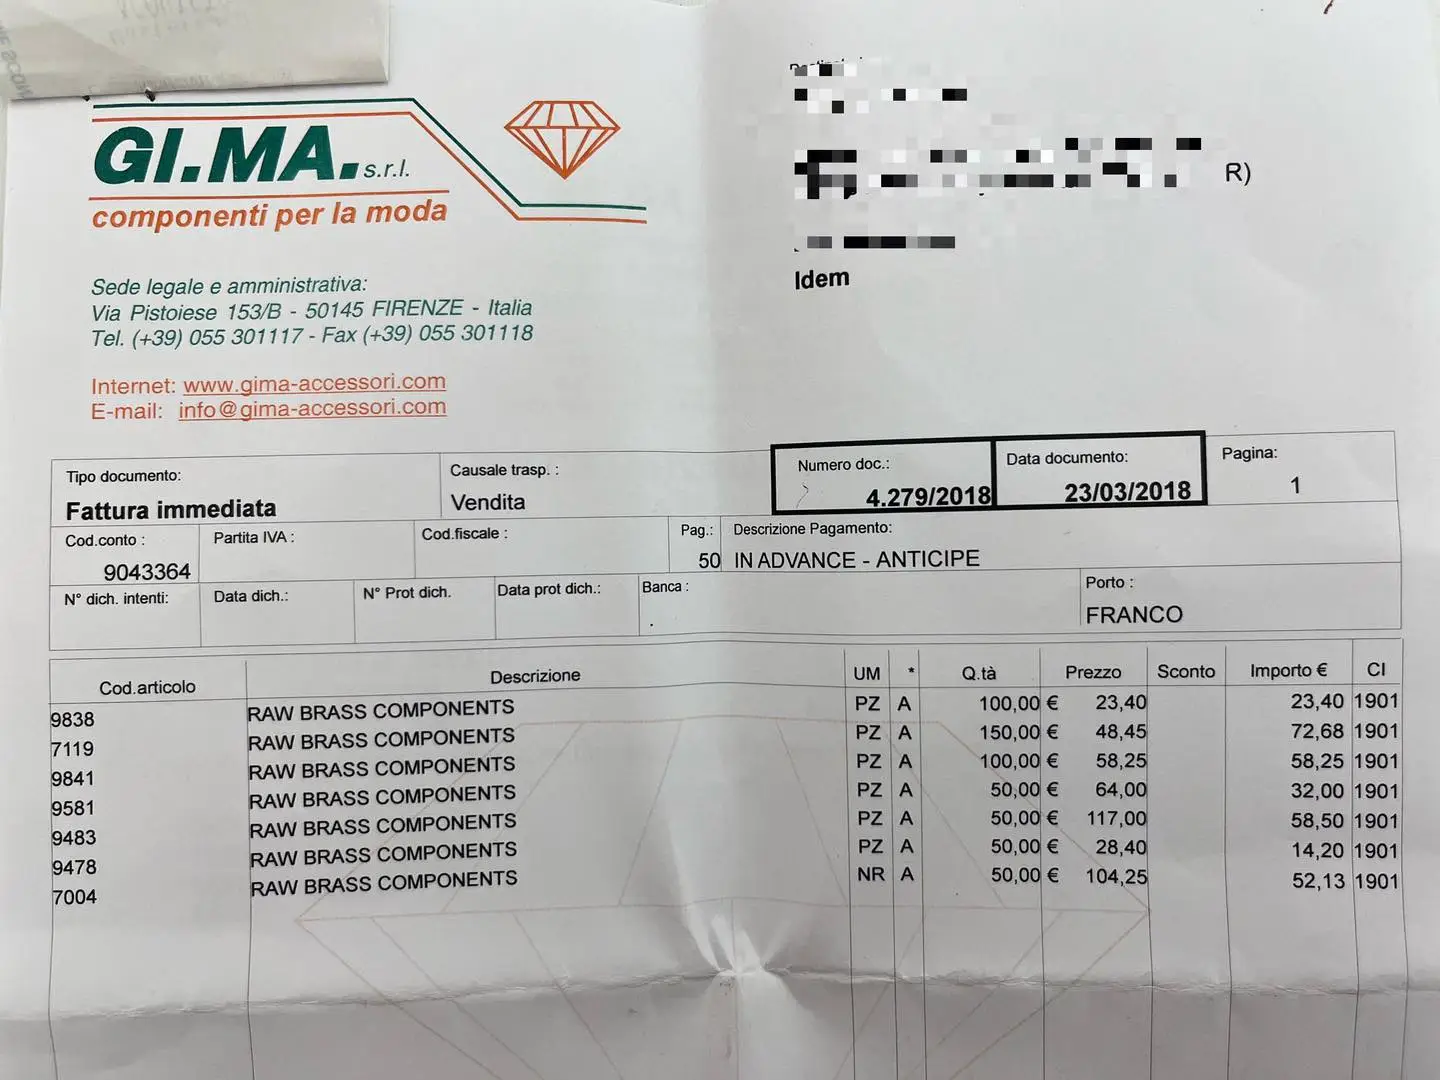 GI.MA. s.r.l.
componenti per la moda
Sede legale e amministrativa:
Via Pistoiese 153/B - 50145 FIRENZE - Italia
Tel. (+39) 055 301117 - Fax (+39) 055 301118
Internet: www.gima-accessori.com
E-mail: info@gima-accessori.com
R)
Idem
Tipo documento: Causale trasp. : Numero doc.: Data documento: Pagina:
Fattura immediata Vendita 4.279/2018 23/03/2018 1
Cod.conto : Partita IVA : Cod.fiscale : Pag.: Descrizione Pagamento:
9043364 50 IN ADVANCE - ANTICIPE
N° dich. intenti: Data dich.: N° Prot dich. Data prot dich.: Banca : Porto :
. FRANCO
Cod.articolo Descrizione UM * Q.tà Prezzo Sconto Importo € CI
9838 RAW BRASS COMPONENTS PZ A 100,00 € 23,40 23,40 1901
7119 RAW BRASS COMPONENTS PZ A 150,00 € 48,45 72,68 1901
9841 RAW BRASS COMPONENTS PZ A 100,00 € 58,25 58,25 1901
9581 RAW BRASS COMPONENTS PZ A 50,00 € 64,00 32,00 1901
9483 RAW BRASS COMPONENTS PZ A 50,00 € 117,00 58,50 1901
9478 RAW BRASS COMPONENTS PZ A 50,00 € 28,40 14,20 1901
7004 RAW BRASS COMPONENTS NR A 50,00 € 104,25 52,13 1901